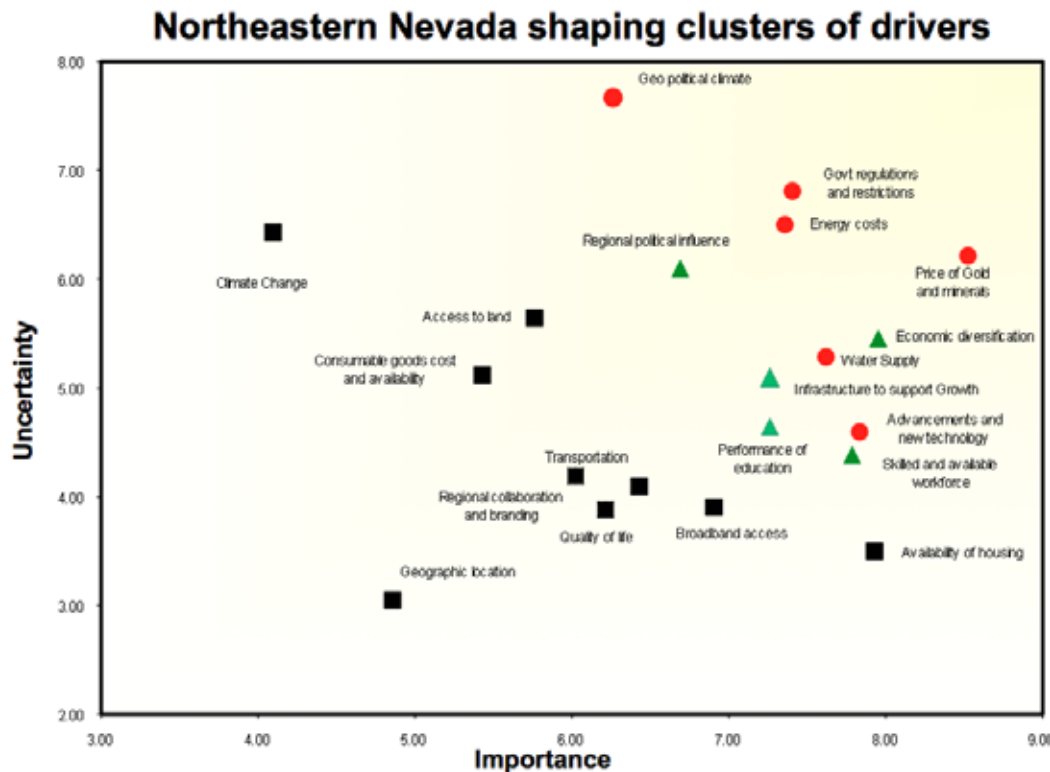 Northeastern Nevada shaping clusters of drivers
8.00
Geo political climate
7.00
Govt regulations
and restrictions
Energy costs
Regional political influence
6.00
Climate Change
Price of Gold
and minerals
Access to land
Economic diversification
Consumable goods cost
and availability
Water Supply
5.00
Infrastructure to support Growth
Advancements and
new technology
Performance of
education
Transportation
Skilled and available
workforce
4.00
Regional collaboration
and branding
Quality of life
Broadband access
Availability of housing
Geographic location
3.00
2.00
3.00
4.00
5.00
6.00
7.00
8.00
9.00
Uncertainty
Importance